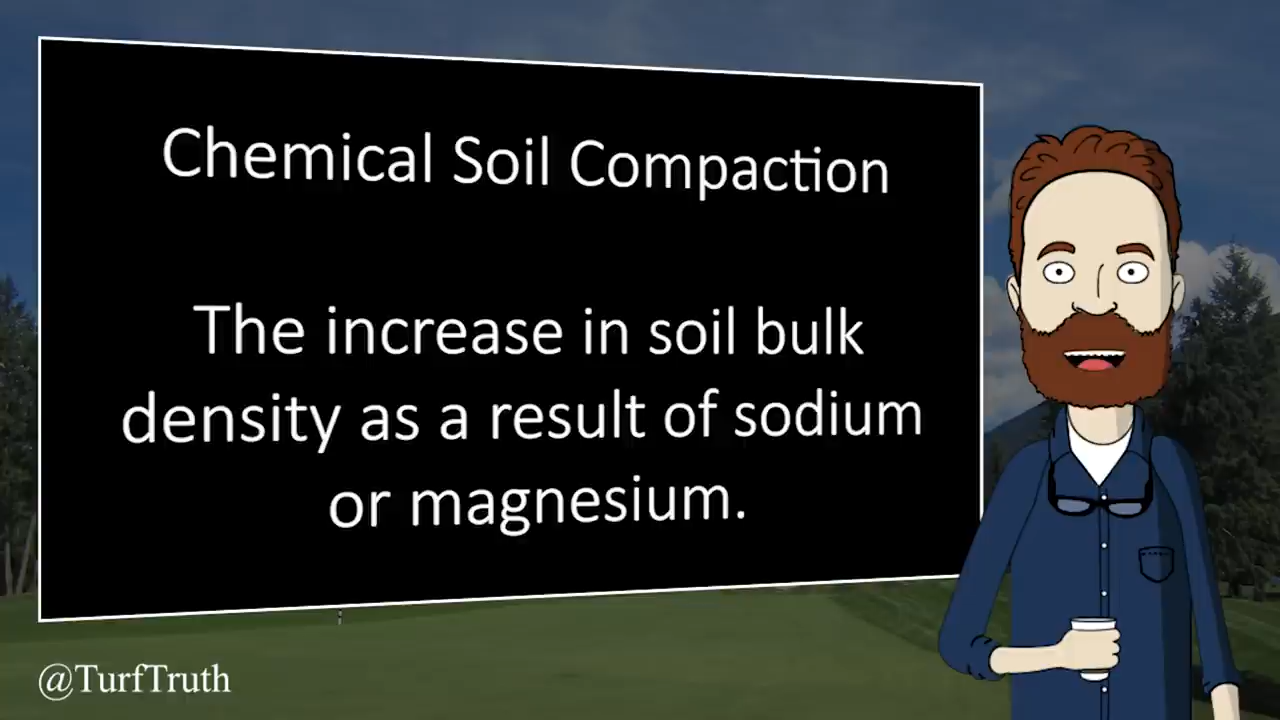 Chemical Soil Compaction
The increase in soil bulk
density as a result of sodium
or magnesium.
@TurfTruth